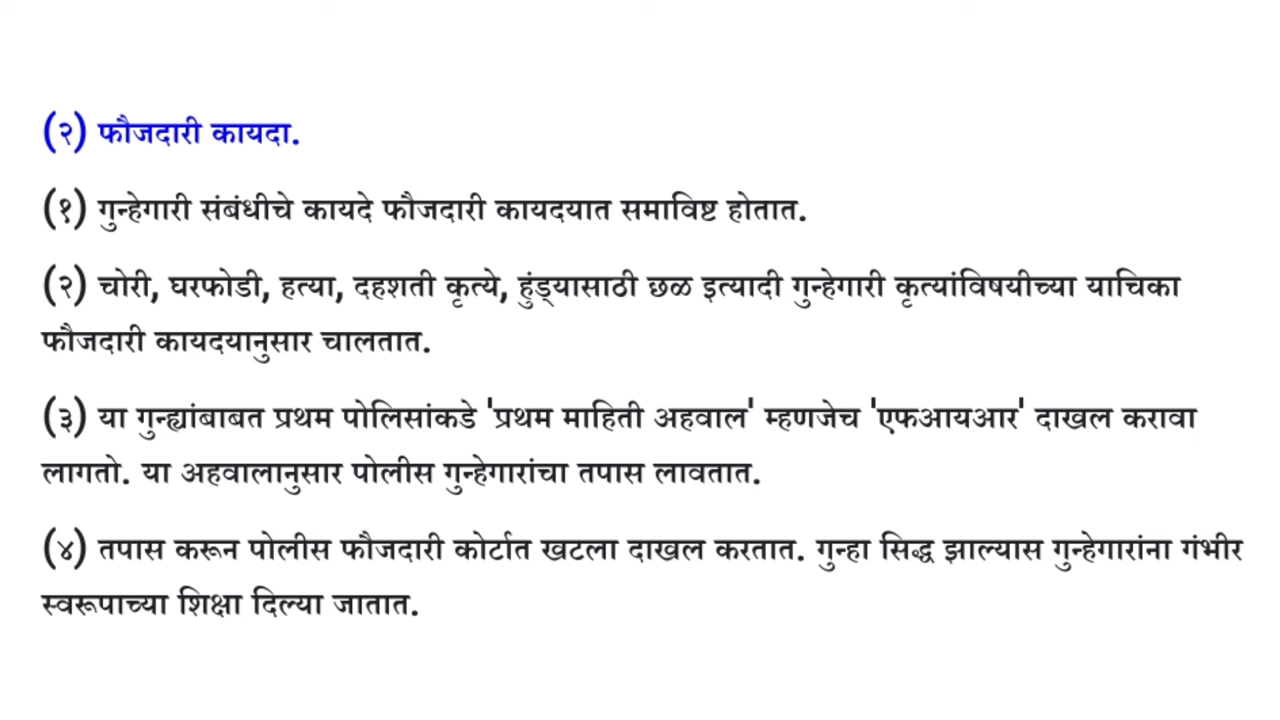 (२) फौजदारी कायदा.
(१) गुन्हेगारी संबंधीचे कायदे फौजदारी कायदयात समाविष्ट होतात.
(२) चोरी, घरफोडी, हत्या, दहशती कृत्ये, हुंड्यासाठी छळ इत्यादी गुन्हेगारी कृत्यांविषयीच्या याचिका
फौजदारी कायदयानुसार चालतात.
(३) या गुन्ह्यांबाबत प्रथम पोलिसांकडे 'प्रथम माहिती अहवाल' म्हणजेच 'एफआयआर' दाखल करावा
लागतो. या अहवालानुसार पोलीस गुन्हेगारांचा तपास लावतात.
(४) तपास करून पोलीस फौजदारी कोर्टात खटला दाखल करतात. गुन्हा सिद्ध झाल्यास गुन्हेगारांना गंभीर
स्वरूपाच्या शिक्षा दिल्या जातात.